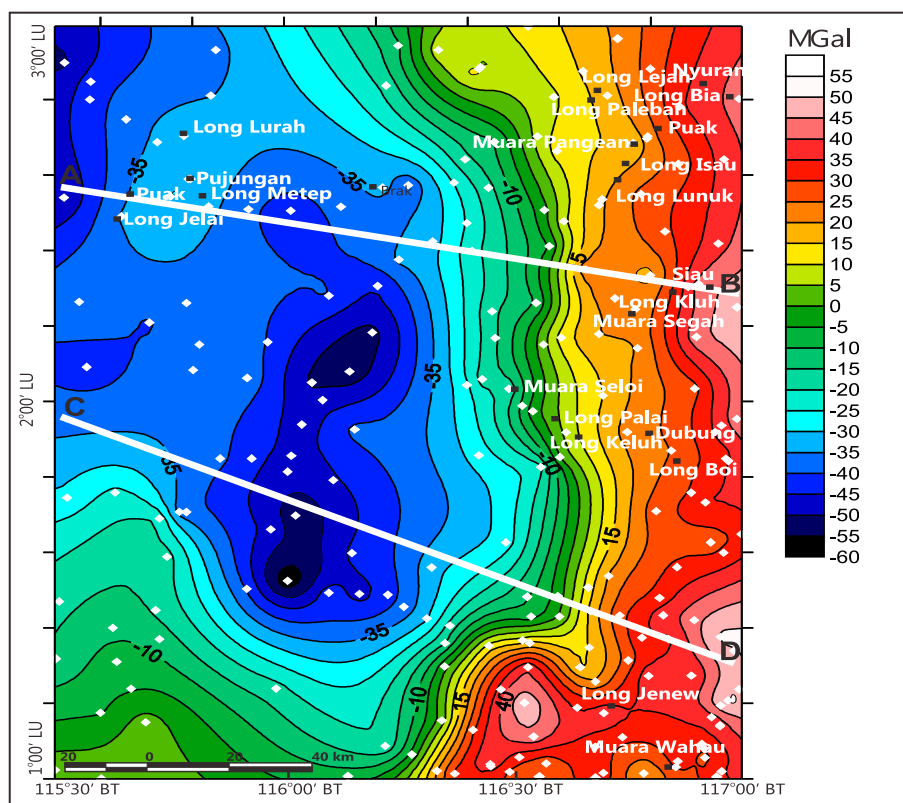 MGal
55
50
45
40
35
30
25
20
15
10
5
0
-5
-10
-15
-20
-25
-30
-35
-40
-45
-50
-55
-60
3°00' LU
2°00' LU
1°00' LU
Nyuran
Long Lejan
Long Bia
Long Paleban
Puak
Long Lurah
Muara Pangean
Long Isau
-35
-35
-10
A
Pujungan
Brak
Puak
Long Metep
Long Lunuk
Long Jelai
5
Siau
B
Long Kluh
Muara Segah
-35
Muara Seloi
C
Long Palai
Long Keluh
Dubung
-10
35
Long Boi
15
-35
-10
D
-10
15
40
Long Jenew
Muara Wahau
20 0 20 40 km
115°30' BT 116°00' BT 116°30' BT 117°00' BT